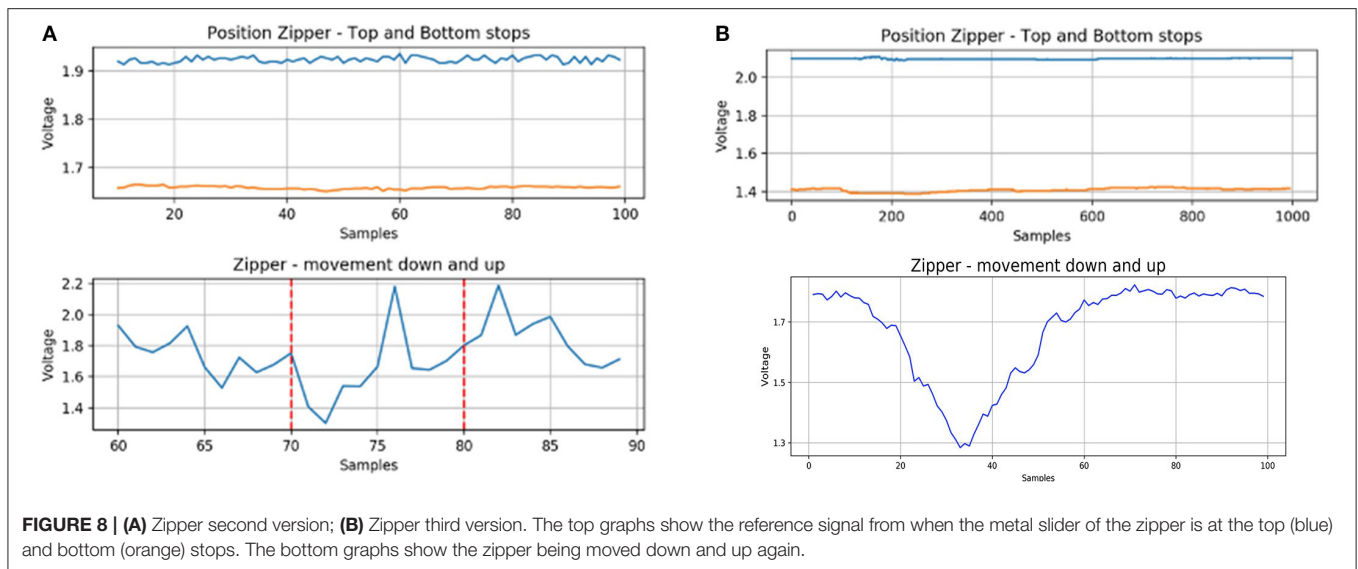 A
Position Zipper - Top and Bottom stops
Voltage
1.9
1.8
1.7
20 40 60 80 100
Samples
Zipper - movement down and up
Voltage
2.2
2.0
1.8
1.6
1.4
60 65 70 75 80 85 90
Samples
B
Position Zipper - Top and Bottom stops
Voltage
2.0
1.8
1.6
1.4
0 200 400 600 800 1000
Samples
Zipper - movement down and up
Voltage
1.7
1.5
1.3
0 20 40 60 80 100
Samples
FIGURE 8 | (A) Zipper second version; (B) Zipper third version. The top graphs show the reference signal from when the metal slider of the zipper is at the top (blue)
and bottom (orange) stops. The bottom graphs show the zipper being moved down and up again.